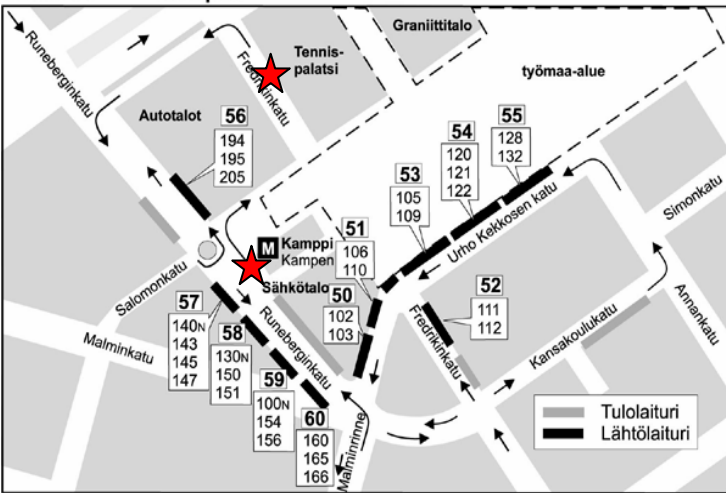 Runeberginkatu
Fredrikinkatu
Tennis-
palatsi
Graniittitalo
työmaa-alue
Autotalot
56
194
195
205
55
128
132
54
120
121
122
53
105
109
51
106
110
M
Kamppi
Kampen
Sähkötalo
50
102
103
52
111
112
Urho Kekkosen katu
Simonkatu
Annankatu
Kansakoulukatu
Fredrikinkatu
Salomonkatu
Malminkatu
Runeberginkatu
57
140N
143
145
147
58
130N
150
151
59
100N
154
156
60
160
165
166
Malminrinne
Tulolaituri
Lähtölaituri